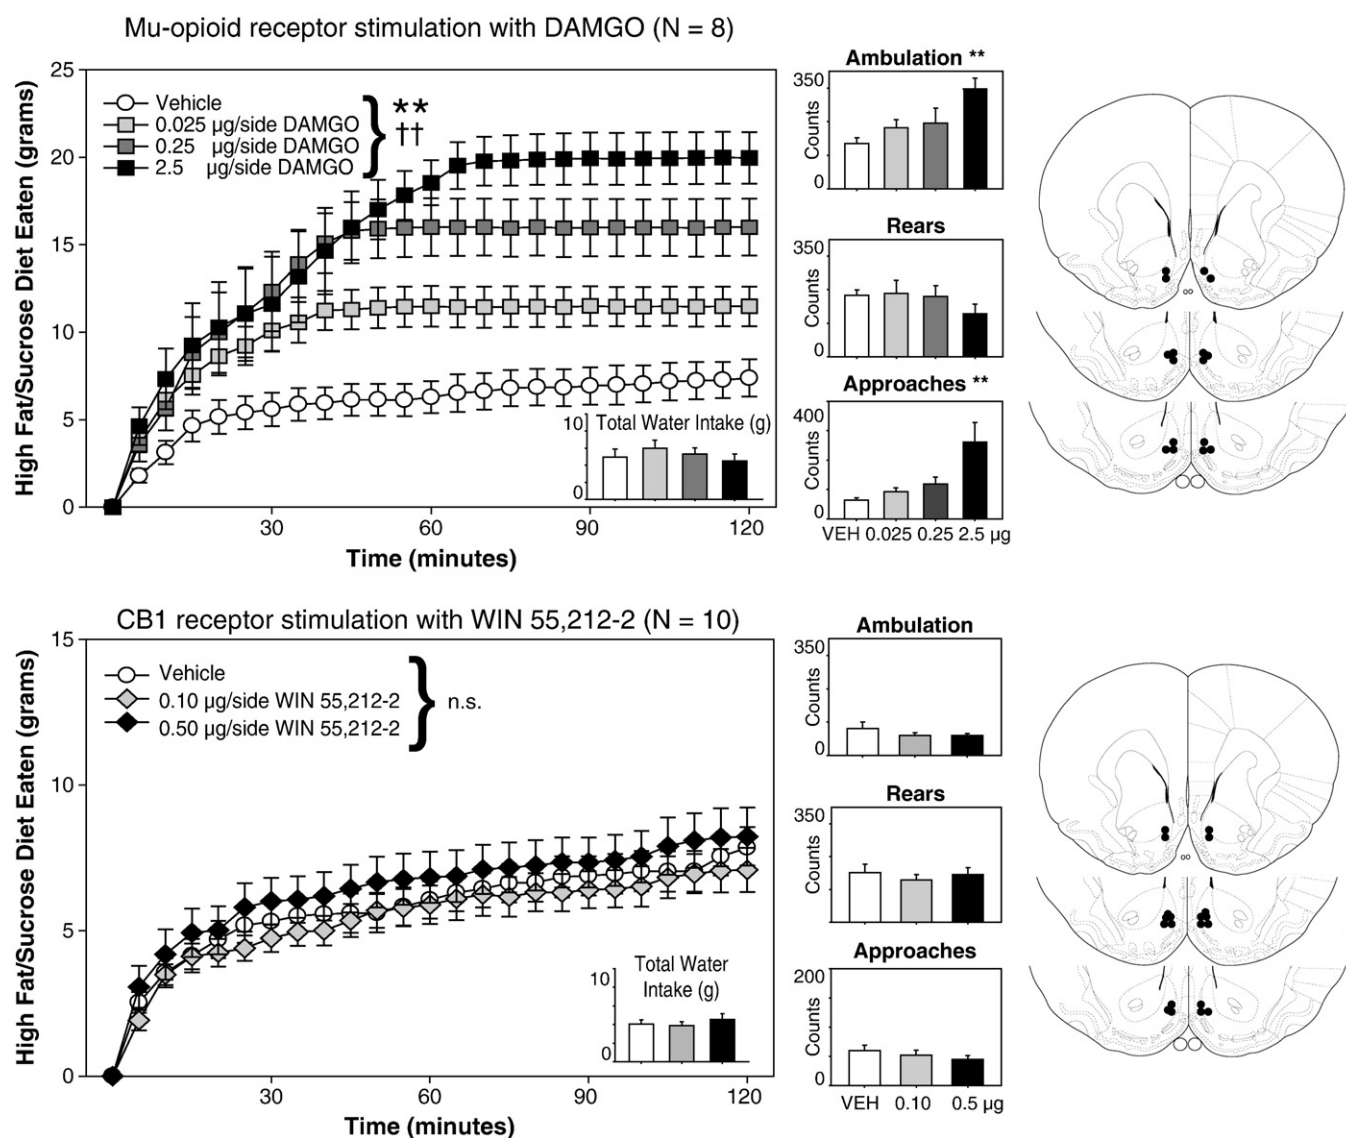 Mu-opioid receptor stimulation with DAMGO (N = 8)
High Fat/Sucrose Diet Eaten (grams)
25
20
15
10
5
0
Vehicle
0.025 µg/side DAMGO
0.25 µg/side DAMGO
2.5 µg/side DAMGO
**
††
Total Water Intake (g)
10
0
30
60
90
120
Time (minutes)
Ambulation **
350
Counts
0
Rears
350
Counts
0
Approaches **
400
Counts
0
VEH 0.025 0.25 2.5 µg
CB1 receptor stimulation with WIN 55,212-2 (N = 10)
High Fat/Sucrose Diet Eaten (grams)
15
10
5
0
Vehicle
0.10 µg/side WIN 55,212-2
0.50 µg/side WIN 55,212-2
n.s.
Total Water
Intake (g)
10
0
30
60
90
120
Time (minutes)
Ambulation
350
Counts
0
Rears
350
Counts
0
Approaches
200
Counts
0
VEH 0.10 0.5 µg